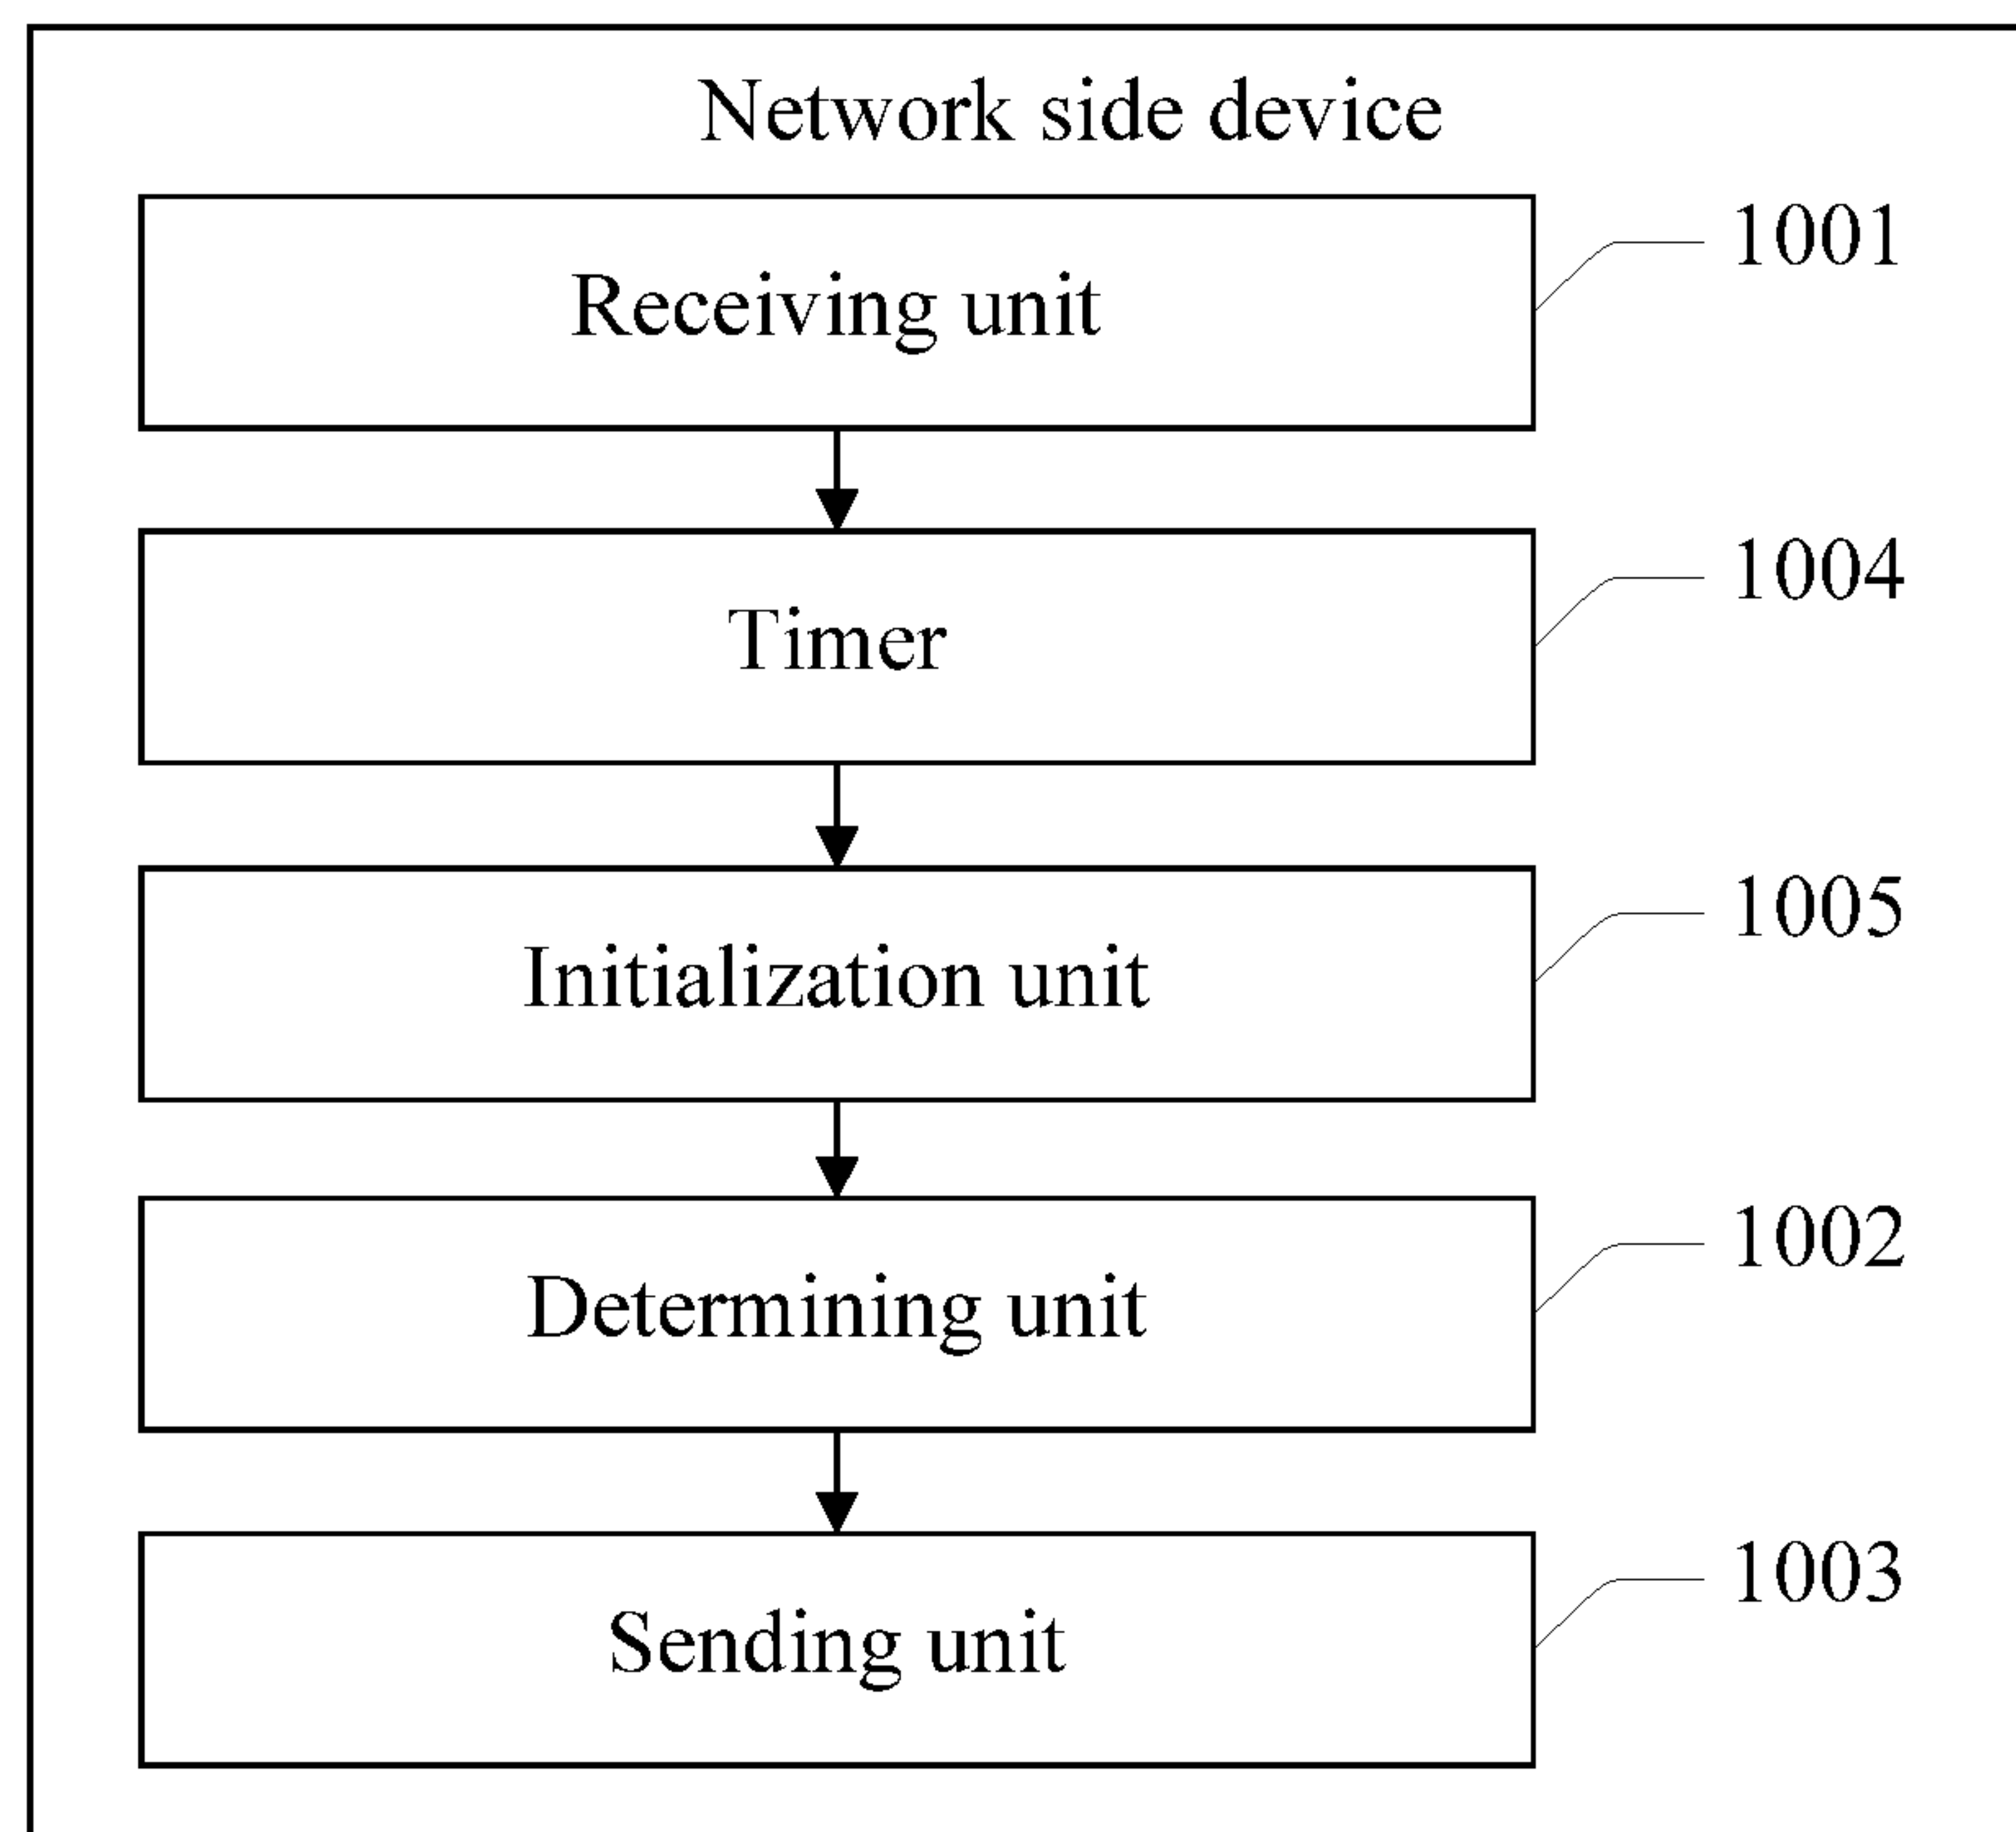 Network side device
Receiving unit
1001
Timer
1004
Initialization unit
1005
Determining unit
1002
Sending unit
1003